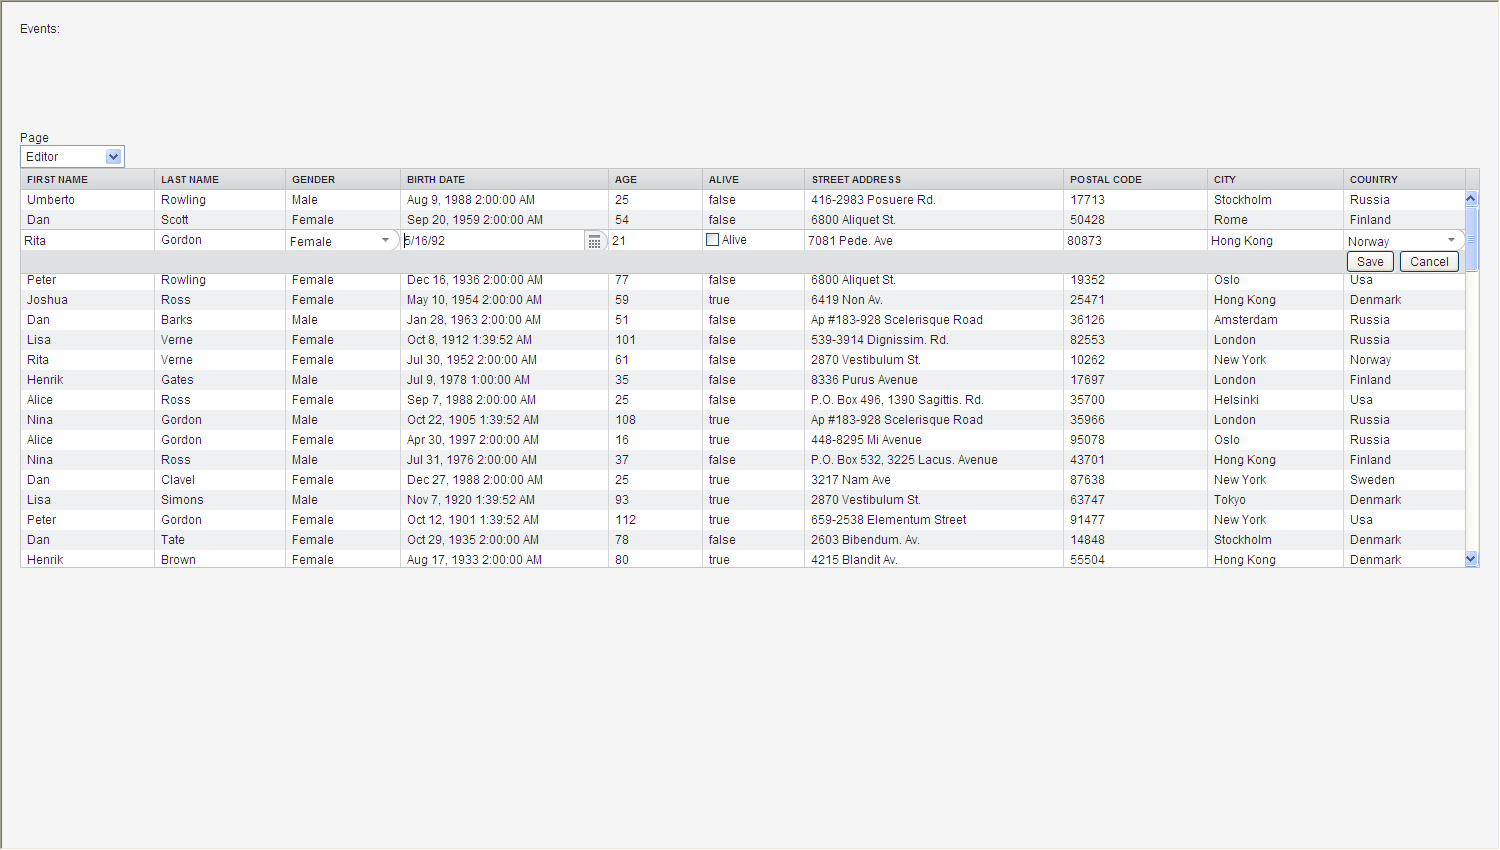 Events:
Page
Editor
FIRST NAME LAST NAME GENDER BIRTH DATE AGE ALIVE STREET ADDRESS POSTAL CODE CITY COUNTRY
Umberto Rowling Male Aug 9, 1988 2:00:00 AM 25 false 416-2983 Posuere Rd. 17713 Stockholm Russia
Dan Scott Female Sep 20, 1959 2:00:00 AM 54 false 6800 Aliquet St. 50428 Rome Finland
Rita Gordon Female 5/16/92 21 Alive 7081 Pede. Ave 80873 Hong Kong Norway
Save Cancel
Peter Rowling Female Dec 16, 1936 2:00:00 AM 77 false 6800 Aliquet St. 19352 Oslo Usa
Joshua Ross Female May 10, 1954 2:00:00 AM 59 true 6419 Non Av. 25471 Hong Kong Denmark
Dan Barks Male Jan 28, 1963 2:00:00 AM 51 false Ap #183-928 Scelerisque Road 36126 Amsterdam Russia
Lisa Verne Female Oct 8, 1912 1:39:52 AM 101 false 539-3914 Dignissim. Rd. 82553 London Russia
Rita Verne Female Jul 30, 1952 2:00:00 AM 61 false 2870 Vestibulum St. 10262 New York Norway
Henrik Gates Male Jul 9, 1978 1:00:00 AM 35 false 8336 Purus Avenue 17697 London Finland
Alice Ross Female Sep 7, 1988 2:00:00 AM 25 false P.O. Box 496, 1390 Sagittis. Rd. 35700 Helsinki Usa
Nina Gordon Male Oct 22, 1905 1:39:52 AM 108 true Ap #183-928 Scelerisque Road 35966 London Russia
Alice Gordon Female Apr 30, 1997 2:00:00 AM 16 true 448-8295 Mi Avenue 95078 Oslo Russia
Nina Ross Male Jul 31, 1976 2:00:00 AM 37 false P.O. Box 532, 3225 Lacus. Avenue 43701 Hong Kong Finland
Dan Clavel Female Dec 27, 1988 2:00:00 AM 25 true 3217 Nam Ave 87638 New York Sweden
Lisa Simons Male Nov 7, 1920 1:39:52 AM 93 true 2870 Vestibulum St. 63747 Tokyo Denmark
Peter Gordon Female Oct 12, 1901 1:39:52 AM 112 true 659-2538 Elementum Street 91477 New York Usa
Dan Tate Female Oct 29, 1935 2:00:00 AM 78 false 2603 Bibendum. Av. 14848 Stockholm Denmark
Henrik Brown Female Aug 17, 1933 2:00:00 AM 80 true 4215 Blandit Av. 55504 Hong Kong Denmark